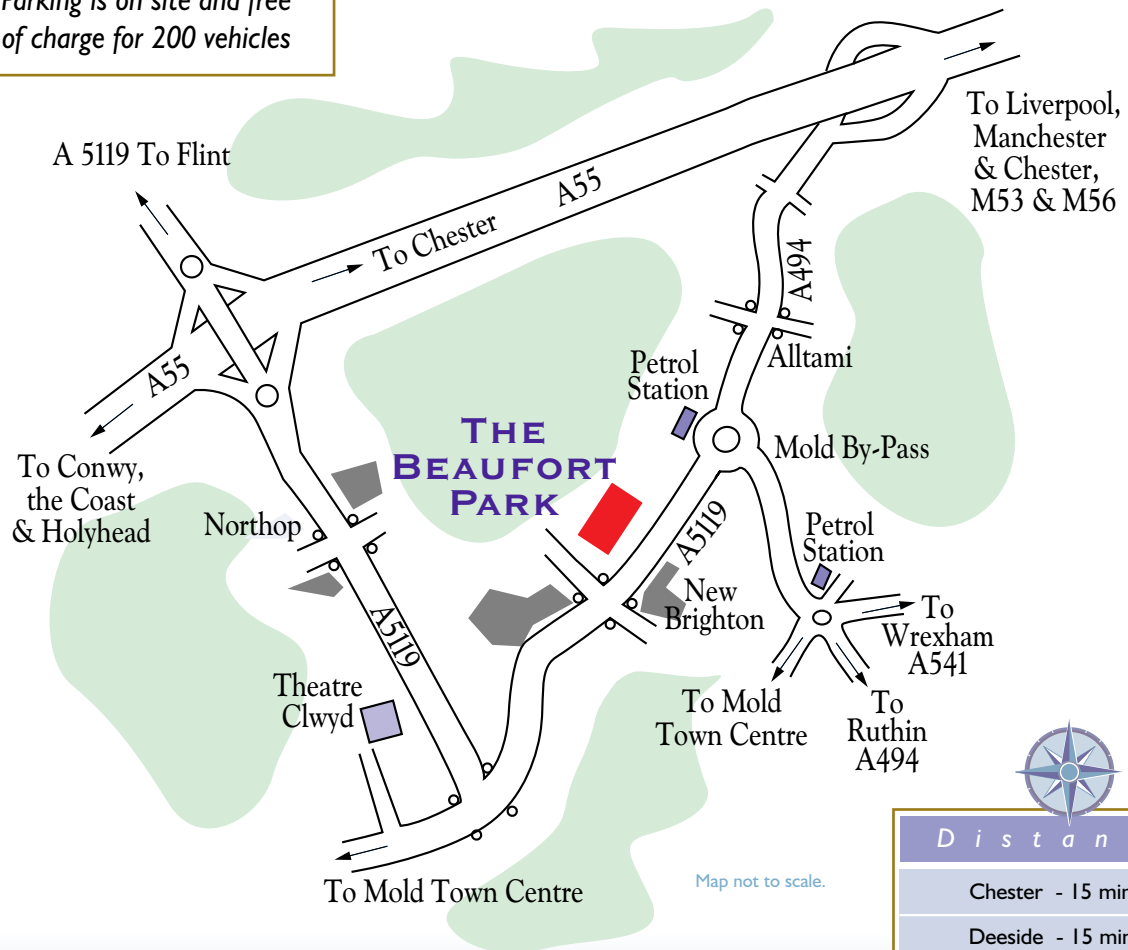 Parking is on site and free
of charge for 200 vehicles
A 5119 To Flint
To Liverpool,
Manchester
& Chester,
M53 & M56
A55
To Chester
A494
A55
Petrol
Station
Alltami
THE
BEAUFORT
PARK
Mold By-Pass
To Conwy,
the Coast
& Holyhead
Northop
A5119
Petrol
Station
New
Brighton
A5119
To
Wrexham
A541
Theatre
Clwyd
To Mold
Town Centre
To
Ruthin
A494
To Mold Town Centre
Map not to scale.
D i s t a n
Chester - 15 min
Deeside - 15 min